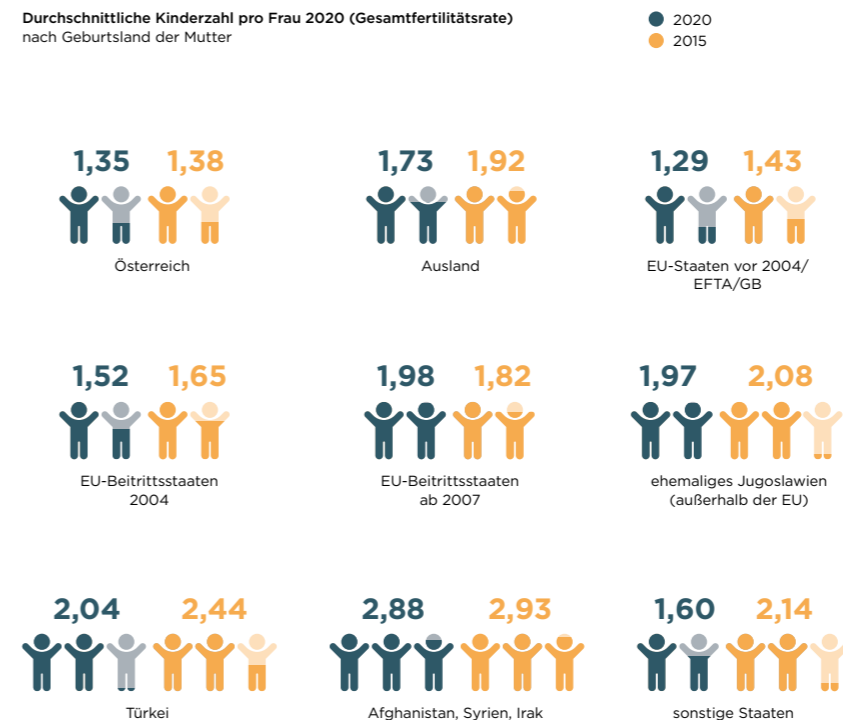 Durchschnittliche Kinderzahl pro Frau 2020 (Gesamtfertilitätsrate)
nach Geburtsland der Mutter
2020
2015
1,35 1,38
Österreich
1,73 1,92
Ausland
1,29 1,43
EU-Staaten vor 2004/
EFTA/GB
1,52 1,65
EU-Beitrittsstaaten
2004
1,98 1,82
EU-Beitrittsstaaten
ab 2007
1,97 2,08
ehemaliges Jugoslawien
(außerhalb der EU)
2,04 2,44
Türkei
2,88 2,93
Afghanistan, Syrien, Irak
1,60 2,14
sonstige Staaten